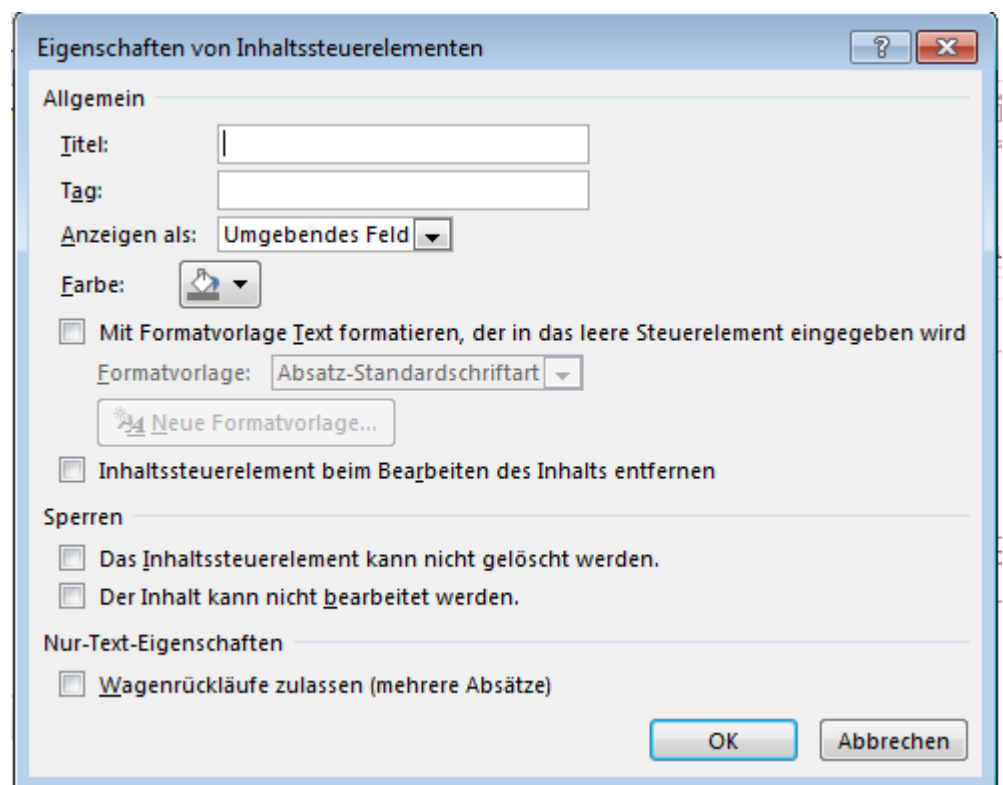 Eigenschaften von Inhaltssteuerelementen
Allgemein
Titel:
Tag:
Anzeigen als: Umgebendes Feld
Farbe:
Mit Formatvorlage Text formatieren, der in das leere Steuerelement eingegeben wird
Formatvorlage: Absatz-Standardschriftart
Neue Formatvorlage...
Inhaltssteuerelement beim Bearbeiten des Inhalts entfernen
Sperren
Das Inhaltssteuerelement kann nicht gelöscht werden.
Der Inhalt kann nicht bearbeitet werden.
Nur-Text-Eigenschaften
Wagenrückläufe zulassen (mehrere Absätze)
OK Abbrechen